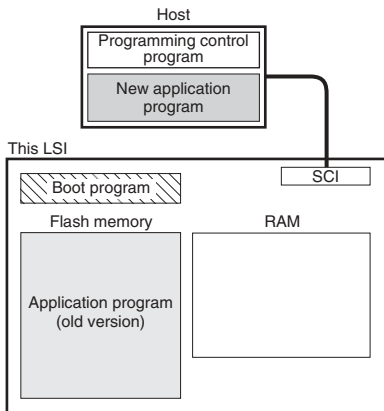 Host
Programming control
program
New application
program
This LSI
SCI
Boot program
Flash memory
RAM
Application program
(old version)